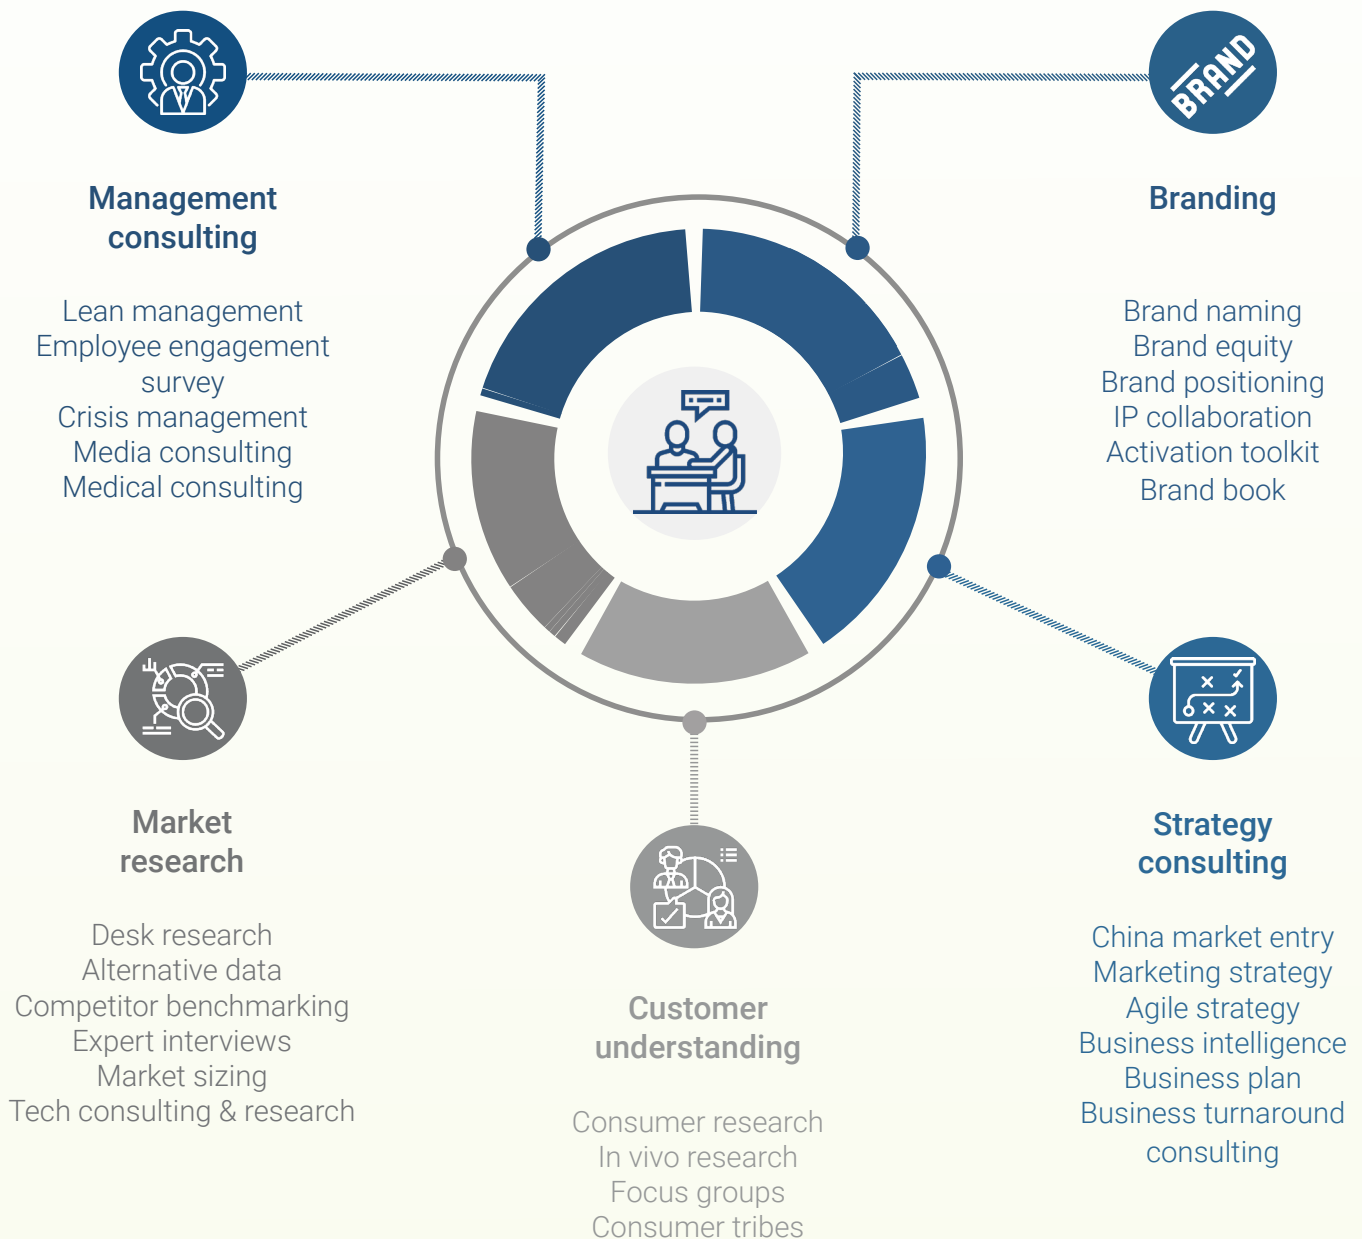 BRAND
Management
consulting
Lean management
Employee engagement
survey
Crisis management
Media consulting
Medical consulting
Branding
Brand naming
Brand equity
Brand positioning
IP collaboration
Activation toolkit
Brand book
Market
research
Desk research
Alternative data
Competitor benchmarking
Expert interviews
Market sizing
Tech consulting & research
Customer
understanding
Consumer research
In vivo research
Focus groups
Consumer tribes
Strategy
consulting
China market entry
Marketing strategy
Agile strategy
Business intelligence
Business plan
Business turnaround
consulting